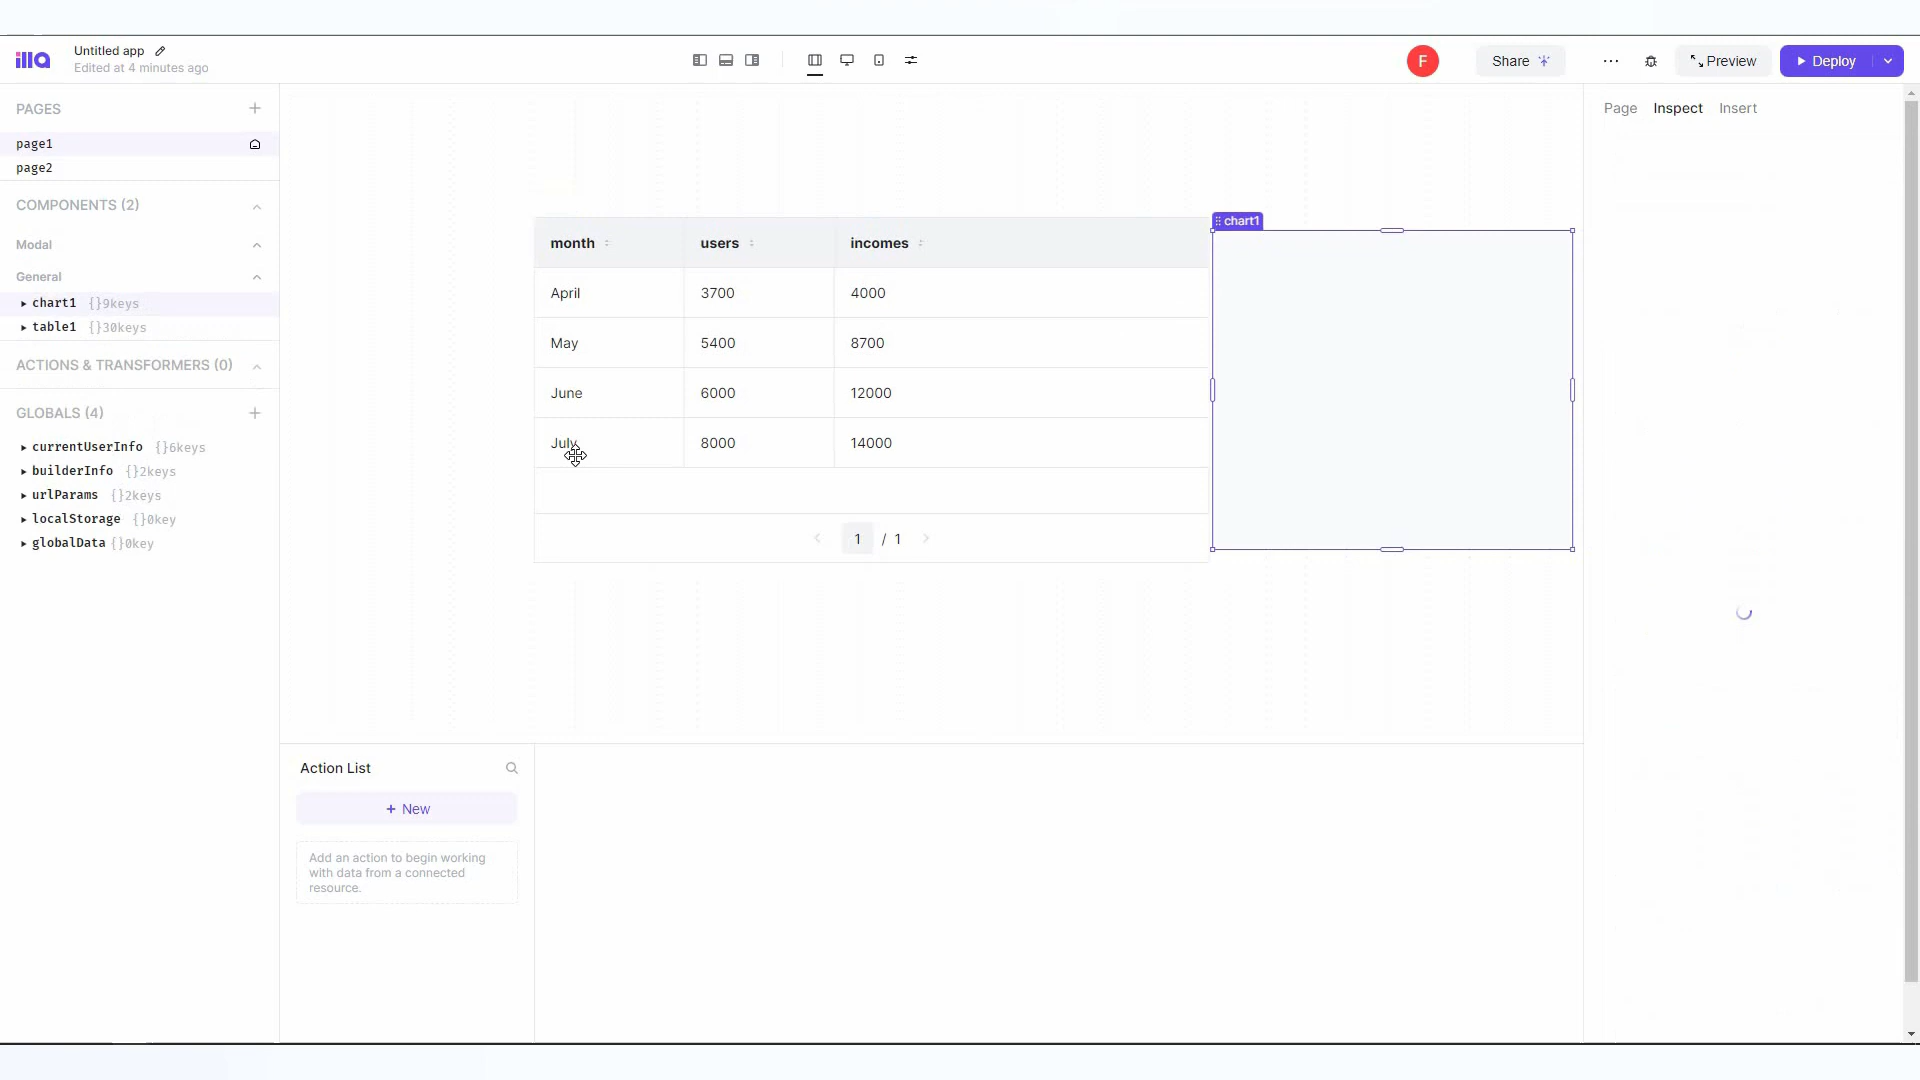 illa
Untitled app
Edited at 4 minutes ago
F
Share
Preview
Deploy
PAGES
page1
page2
COMPONENTS (2)
Modal
General
chart1 {}9keys
table1 {}30keys
ACTIONS & TRANSFORMERS (0)
GLOBALS (4)
currentUserInfo {}6keys
builderInfo {}2keys
urlParams {}2keys
localStorage {}0key
globalData {}0key
month users incomes
April 3700 4000
May 5400 8700
June 6000 12000
July 8000 14000
1 / 1
chart1
Page Inspect Insert
Action List
+ New
Add an action to begin working
with data from a connected
resource.